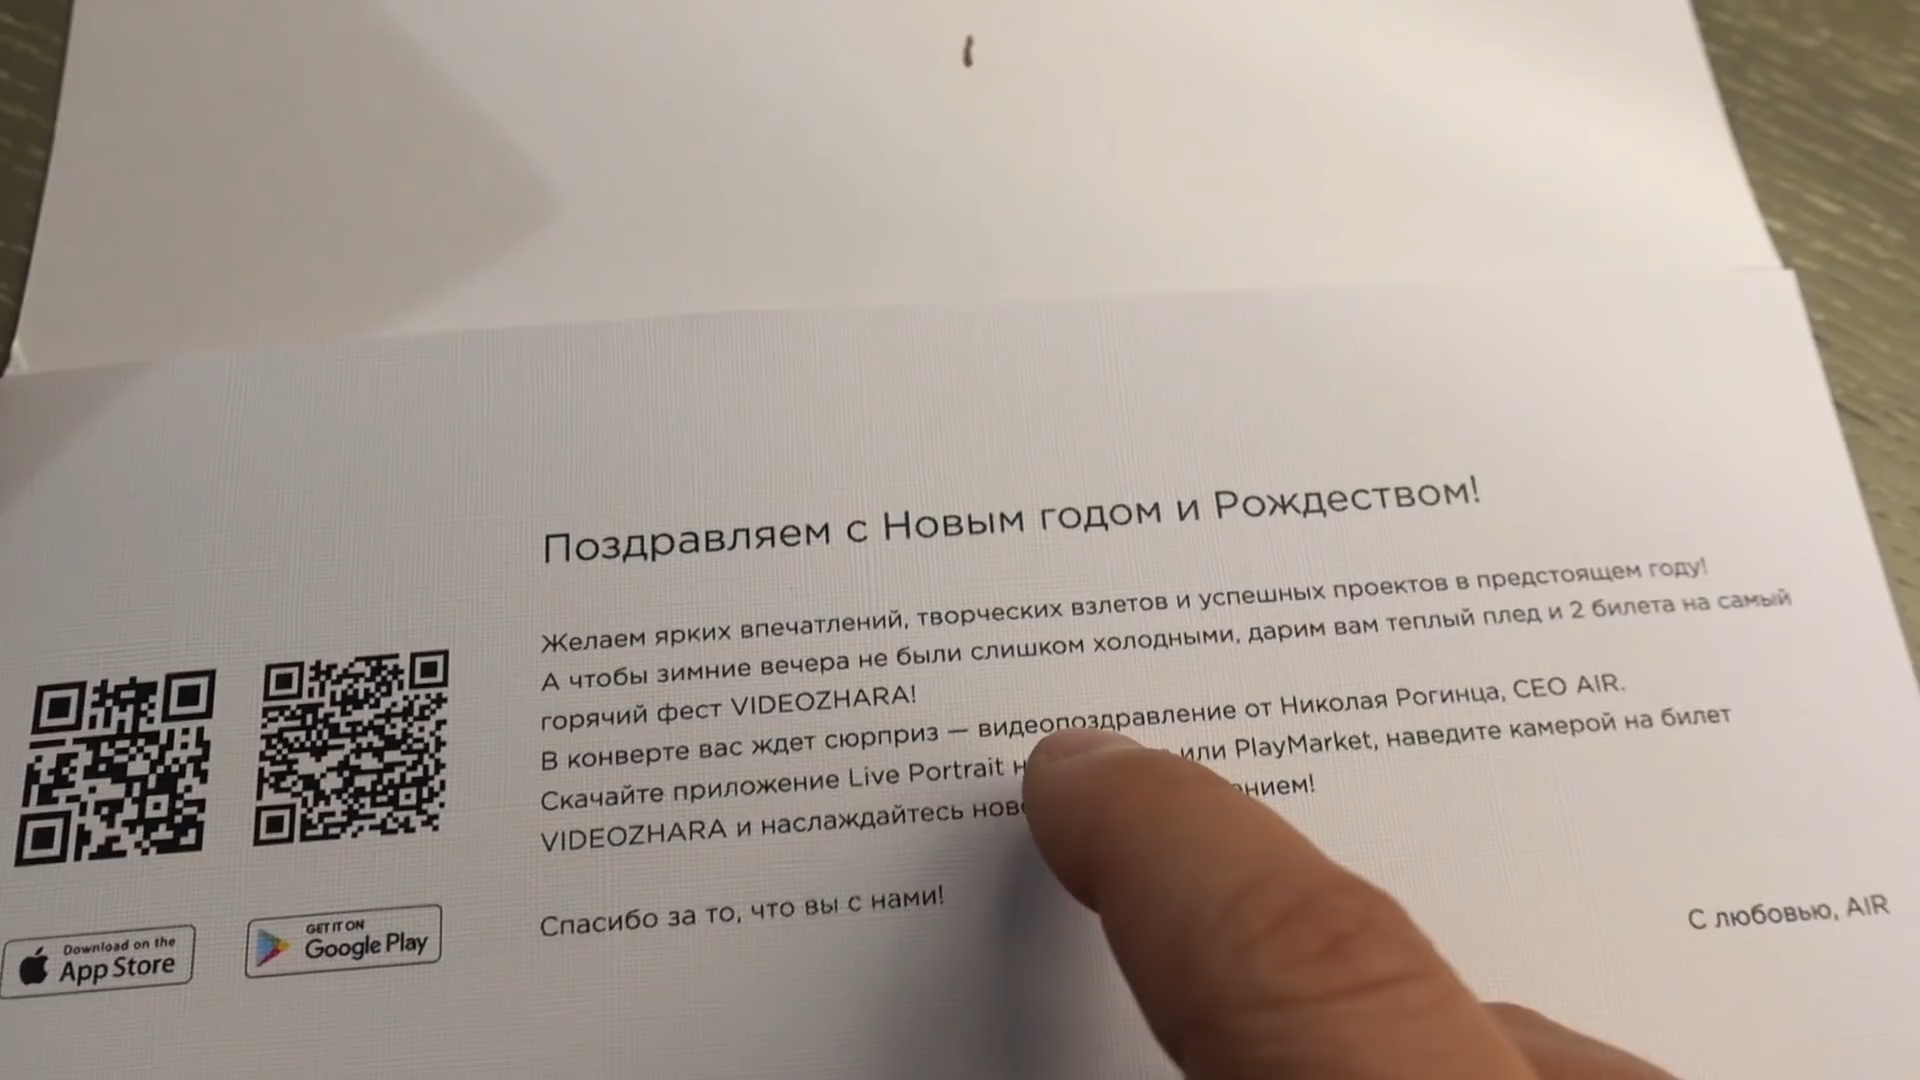 Поздравляем с Новым годом и Рождеством!
Желаем ярких впечатлений, творческих взлетов и успешных проектов в предстоящем году!
А чтобы зимние вечера не были слишком холодными, дарим вам теплый плед и 2 билета на самый
горячий фест VIDEOZHARA!
В конверте вас ждет сюрприз — видеопоздравление от Николая Рогинца, CEO AIR.
Скачайте приложение Live Portrait или PlayMarket, наведите камерой на билет
VIDEOZHARA и наслаждайтесь
Спасибо за то, что вы с нами!
С любовью, AIR
Download on the
App Store
GET IT ON
Google Play